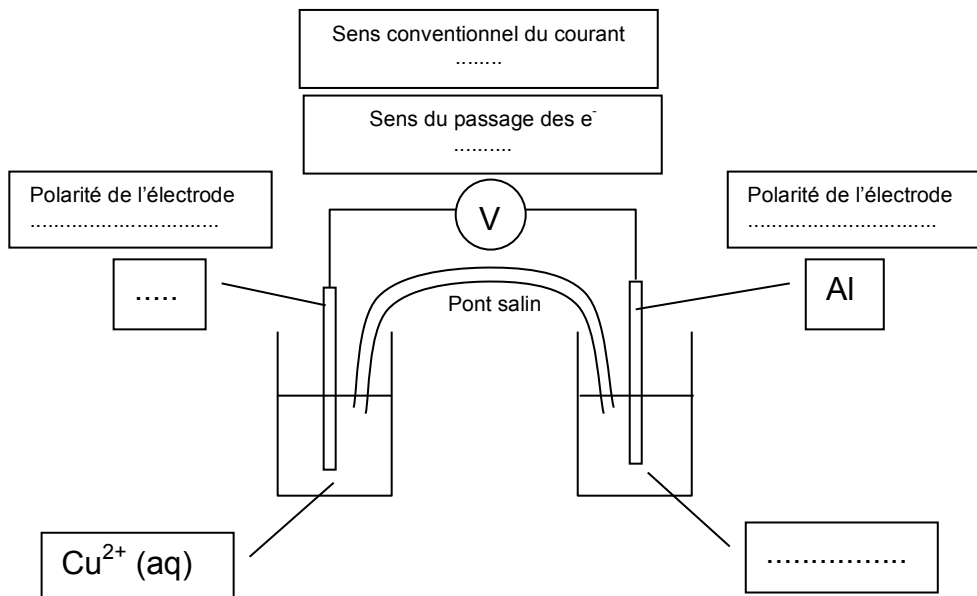 Sens conventionnel du courant
........
Sens du passage des e⁻
..........
Polarité de l'électrode
................................
Polarité de l'électrode
................................
V
.....
Al
Pont salin
Cu²⁺ (aq)
................